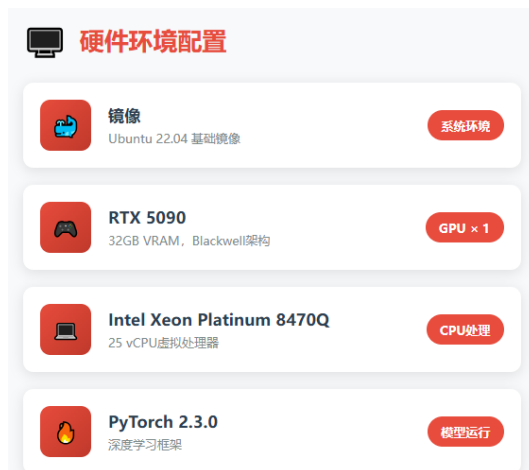 硬件环境配置
镜像
Ubuntu 22.04 基础镜像
系统环境
RTX 5090
32GB VRAM，Blackwell架构
GPU × 1
Intel Xeon Platinum 8470Q
25 vCPU虚拟处理器
CPU处理
PyTorch 2.3.0
深度学习框架
模型运行